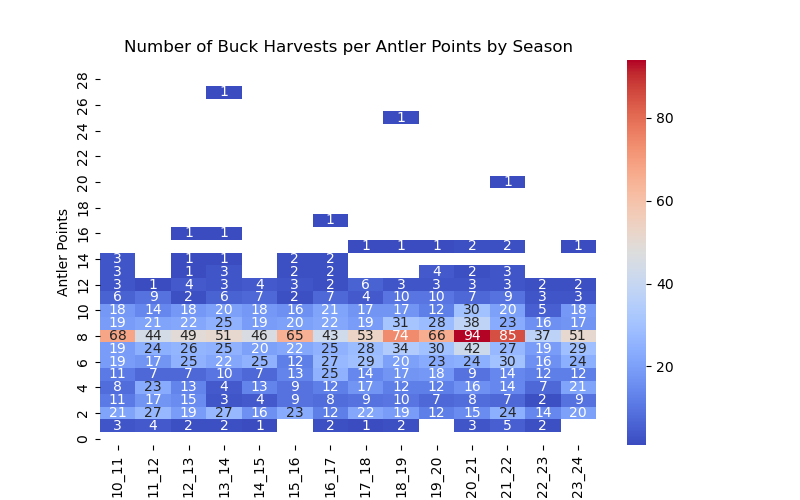 Number of Buck Harvests per Antler Points by Season
Antler Points
28
1
26
1
80
24
22
20 1
60
18
1
16 1 1
1 1 1 2 2 1
14 3 1 1 2 2
3 1 3 2 2 4 2 3
12 3 1 4 3 4 3 2 6 3 3 3 3 2 2
40
6 9 2 6 7 2 7 4 10 10 7 9 3 3
10 18 14 18 20 18 16 21 17 17 12 30 20 5 18
19 21 22 25 19 20 22 19 31 28 38 23 16 17
8 68 44 49 51 46 65 43 53 74 66 94 85 37 51
19 24 26 25 20 22 25 28 34 30 42 27 19 29
6 19 17 25 22 25 12 27 29 20 23 24 30 16 24
20
11 7 7 10 7 13 25 14 17 18 9 14 12 12
4 8 23 13 4 13 9 12 17 12 12 16 14 7 21
11 17 15 3 4 9 8 9 10 7 8 7 2 9
2 21 27 19 27 16 23 12 22 19 12 15 24 14 20
3 4 2 2 1 2 1 2 3 5 2
0
10_11 11_12 12_13 13_14 14_15 15_16 16_17 17_18 18_19 19_20 20_21 21_22 22_23 23_24